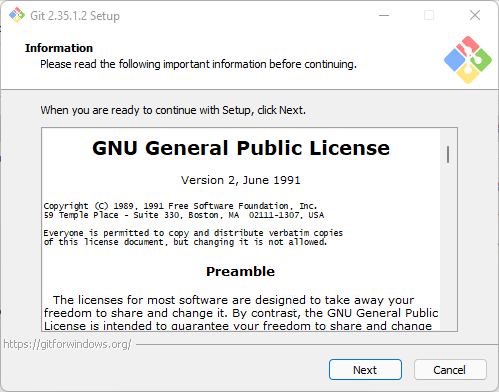 Git 2.35.1.2 Setup
Information
Please read the following important information before continuing.
When you are ready to continue with Setup, click Next.
GNU General Public License
Version 2, June 1991
Copyright (C) 1989, 1991 Free Software Foundation, Inc.
59 Temple Place - Suite 330, Boston, MA  02111-1307, USA
Everyone is permitted to copy and distribute verbatim copies
of this license document, but changing it is not allowed.
Preamble
The licenses for most software are designed to take away your
freedom to share and change it. By contrast, the GNU General Public
License is intended to guarantee your freedom to share and change
https://gitforwindows.org/
Next
Cancel